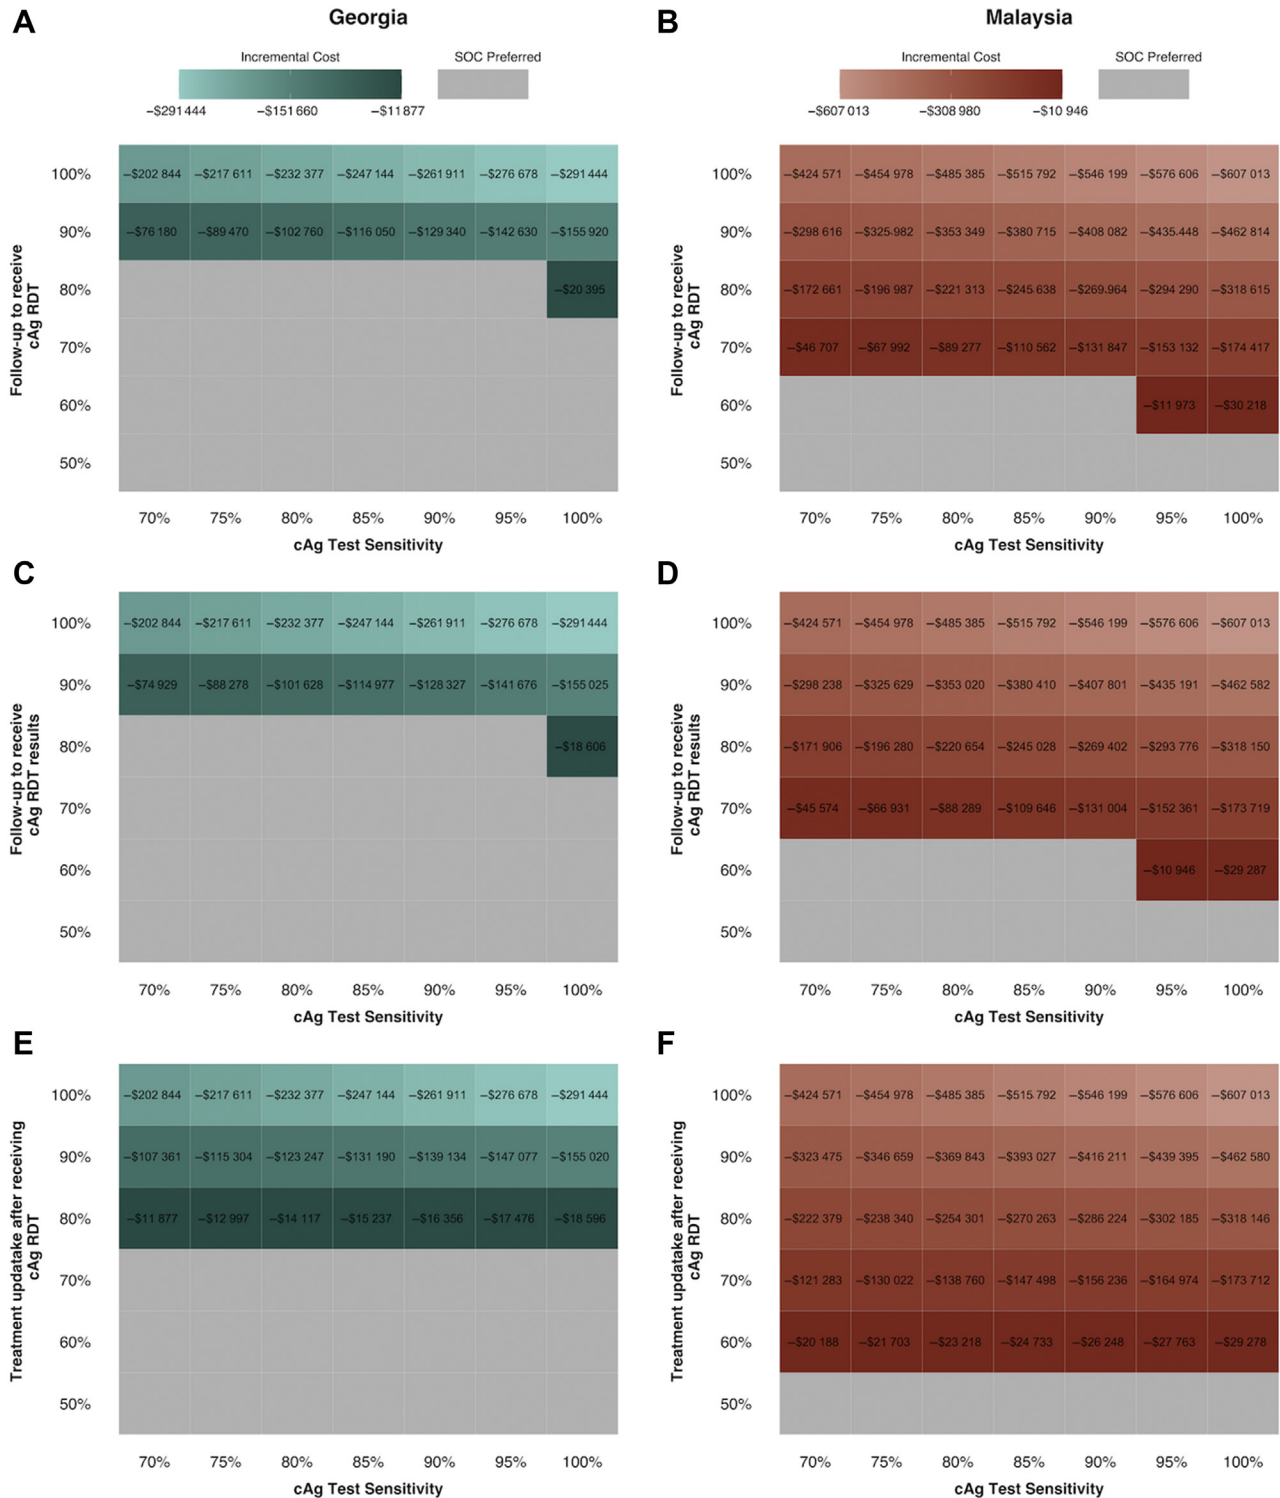 A
Georgia
Incremental Cost
SOC Preferred
−$291 444 −$151 660 −$11 877
Follow-up to receive
cAg RDT
100% −$202 844 −$217 611 −$232 377 −$247 144 −$261 911 −$276 678 −$291 444
90% −$76 180 −$89 470 −$102 760 −$116 050 −$129 340 −$142 630 −$155 920
80% −$20 395
70%
60%
50%
70% 75% 80% 85% 90% 95% 100%
cAg Test Sensitivity
B
Malaysia
Incremental Cost
SOC Preferred
−$607 013 −$308 980 −$10 946
Follow-up to receive
cAg RDT
100% −$424 571 −$454 978 −$485 385 −$515 792 −$546 199 −$576 606 −$607 013
90% −$298 616 −$325 982 −$353 349 −$380 715 −$408 082 −$435 448 −$462 814
80% −$172 661 −$196 987 −$221 313 −$245 638 −$269 964 −$294 290 −$318 615
70% −$46 707 −$67 992 −$89 277 −$110 562 −$131 847 −$153 132 −$174 417
60% −$11 973 −$30 218
50%
70% 75% 80% 85% 90% 95% 100%
cAg Test Sensitivity
C
Follow-up to receive
cAg RDT results
100% −$202 844 −$217 611 −$232 377 −$247 144 −$261 911 −$276 678 −$291 444
90% −$74 929 −$88 278 −$101 628 −$114 977 −$128 327 −$141 676 −$155 025
80% −$18 606
70%
60%
50%
70% 75% 80% 85% 90% 95% 100%
cAg Test Sensitivity
D
Follow-up to receive
cAg RDT results
100% −$424 571 −$454 978 −$485 385 −$515 792 −$546 199 −$576 606 −$607 013
90% −$298 238 −$325 629 −$353 020 −$380 410 −$407 801 −$435 191 −$462 582
80% −$171 906 −$196 280 −$220 654 −$245 028 −$269 402 −$293 776 −$318 150
70% −$45 574 −$66 931 −$88 289 −$109 646 −$131 004 −$152 361 −$173 719
60% −$10 946 −$29 287
50%
70% 75% 80% 85% 90% 95% 100%
cAg Test Sensitivity
E
Treatment updatake after receiving
cAg RDT
100% −$202 844 −$217 611 −$232 377 −$247 144 −$261 911 −$276 678 −$291 444
90% −$107 361 −$115 304 −$123 247 −$131 190 −$139 134 −$147 077 −$155 020
80% −$11 877 −$12 997 −$14 117 −$15 237 −$16 356 −$17 476 −$18 596
70%
60%
50%
70% 75% 80% 85% 90% 95% 100%
cAg Test Sensitivity
F
Treatment updatake after receiving
cAg RDT
100% −$424 571 −$454 978 −$485 385 −$515 792 −$546 199 −$576 606 −$607 013
90% −$323 475 −$346 659 −$369 843 −$393 027 −$416 211 −$439 395 −$462 580
80% −$222 379 −$238 340 −$254 301 −$270 263 −$286 224 −$302 185 −$318 146
70% −$121 283 −$130 022 −$138 760 −$147 498 −$156 236 −$164 974 −$173 712
60% −$20 188 −$21 703 −$23 218 −$24 733 −$26 248 −$27 763 −$29 278
50%
70% 75% 80% 85% 90% 95% 100%
cAg Test Sensitivity